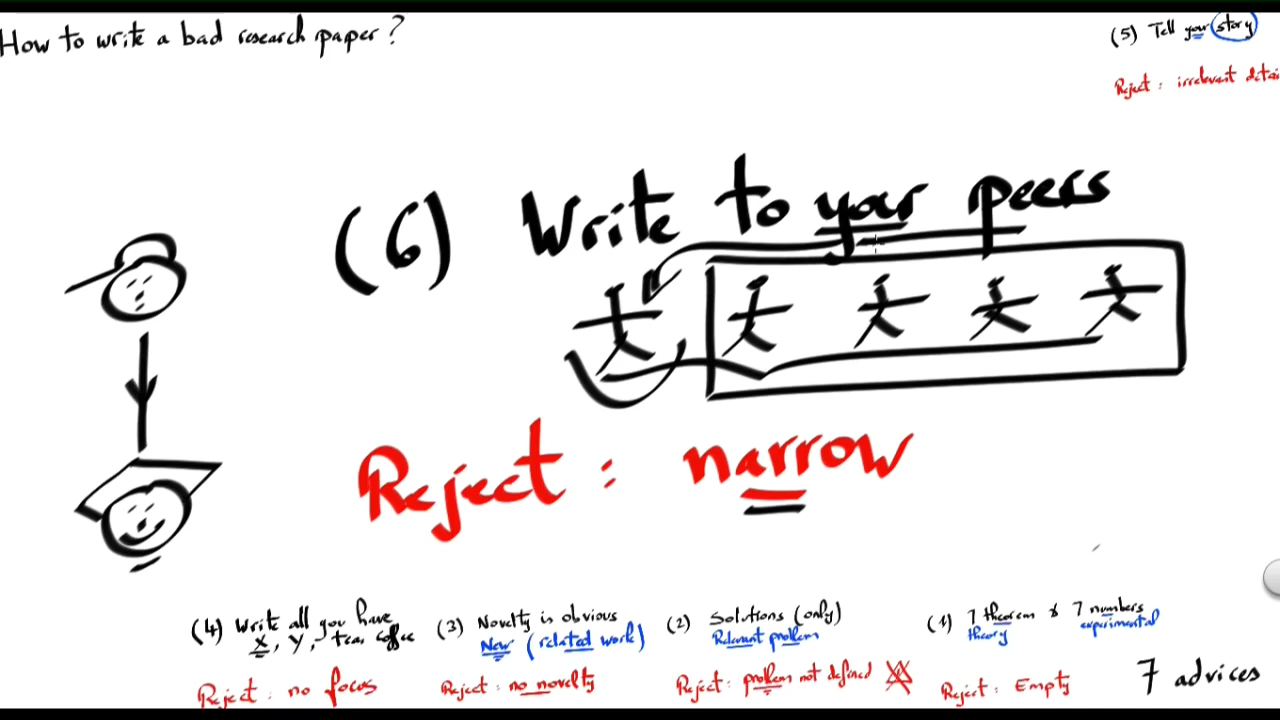 How to write a bad research paper?
(5) Tell your story
Reject: irrelevant
(6) Write to your peers
Reject: narrow
(4) Write all you have
X, Y, tea, coffee
Reject: no focus
(3) Novelty is obvious
New (related work)
Reject: no novelty
(2) Solutions (only)
Relevant problem
Reject: problem not defined
(1) 7 theorem & 7 numbers
theory experimental
Reject: Empty
7 advices